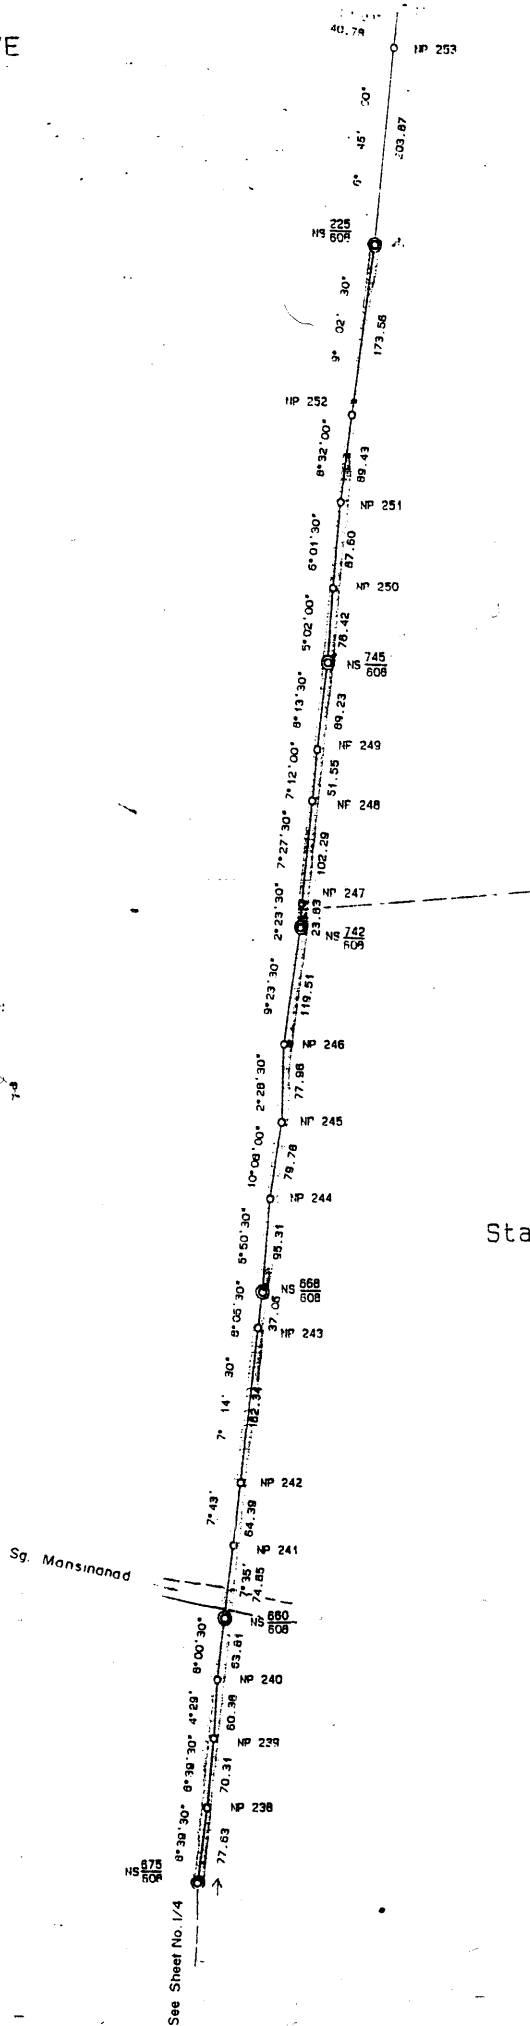 40.79
NP 253
6° 45' 00"
203.87
NS 225/608
9° 02' 30"
173.56
NP 252
8°32'00"
89.43
NP 251
6°01'30"
87.60
NP 250
5°02'00"
76.42
NS 745/608
8°13'30"
89.23
NP 249
7°12'00"
51.55
NP 248
7°27'30"
102.29
NP 247
2°23'30"
23.83
NS 742/608
9°23'30"
119.51
NP 246
2°28'30"
77.98
NP 245
10°08'00"
79.78
NP 244
Sta
5°50'30"
95.31
NS 668/608
8°05'30"
37.05
NP 243
7° 14' 30"
162.34
NP 242
7°43'
64.39
NP 241
Sg. Mansinanad
7°35'
74.85
NS 660/608
8°00'30"
63.81
NP 240
4°29'
60.38
NP 239
6°39'30"
70.31
NP 238
8°39'30"
77.63
NS 675/608
See Sheet No. 1/4